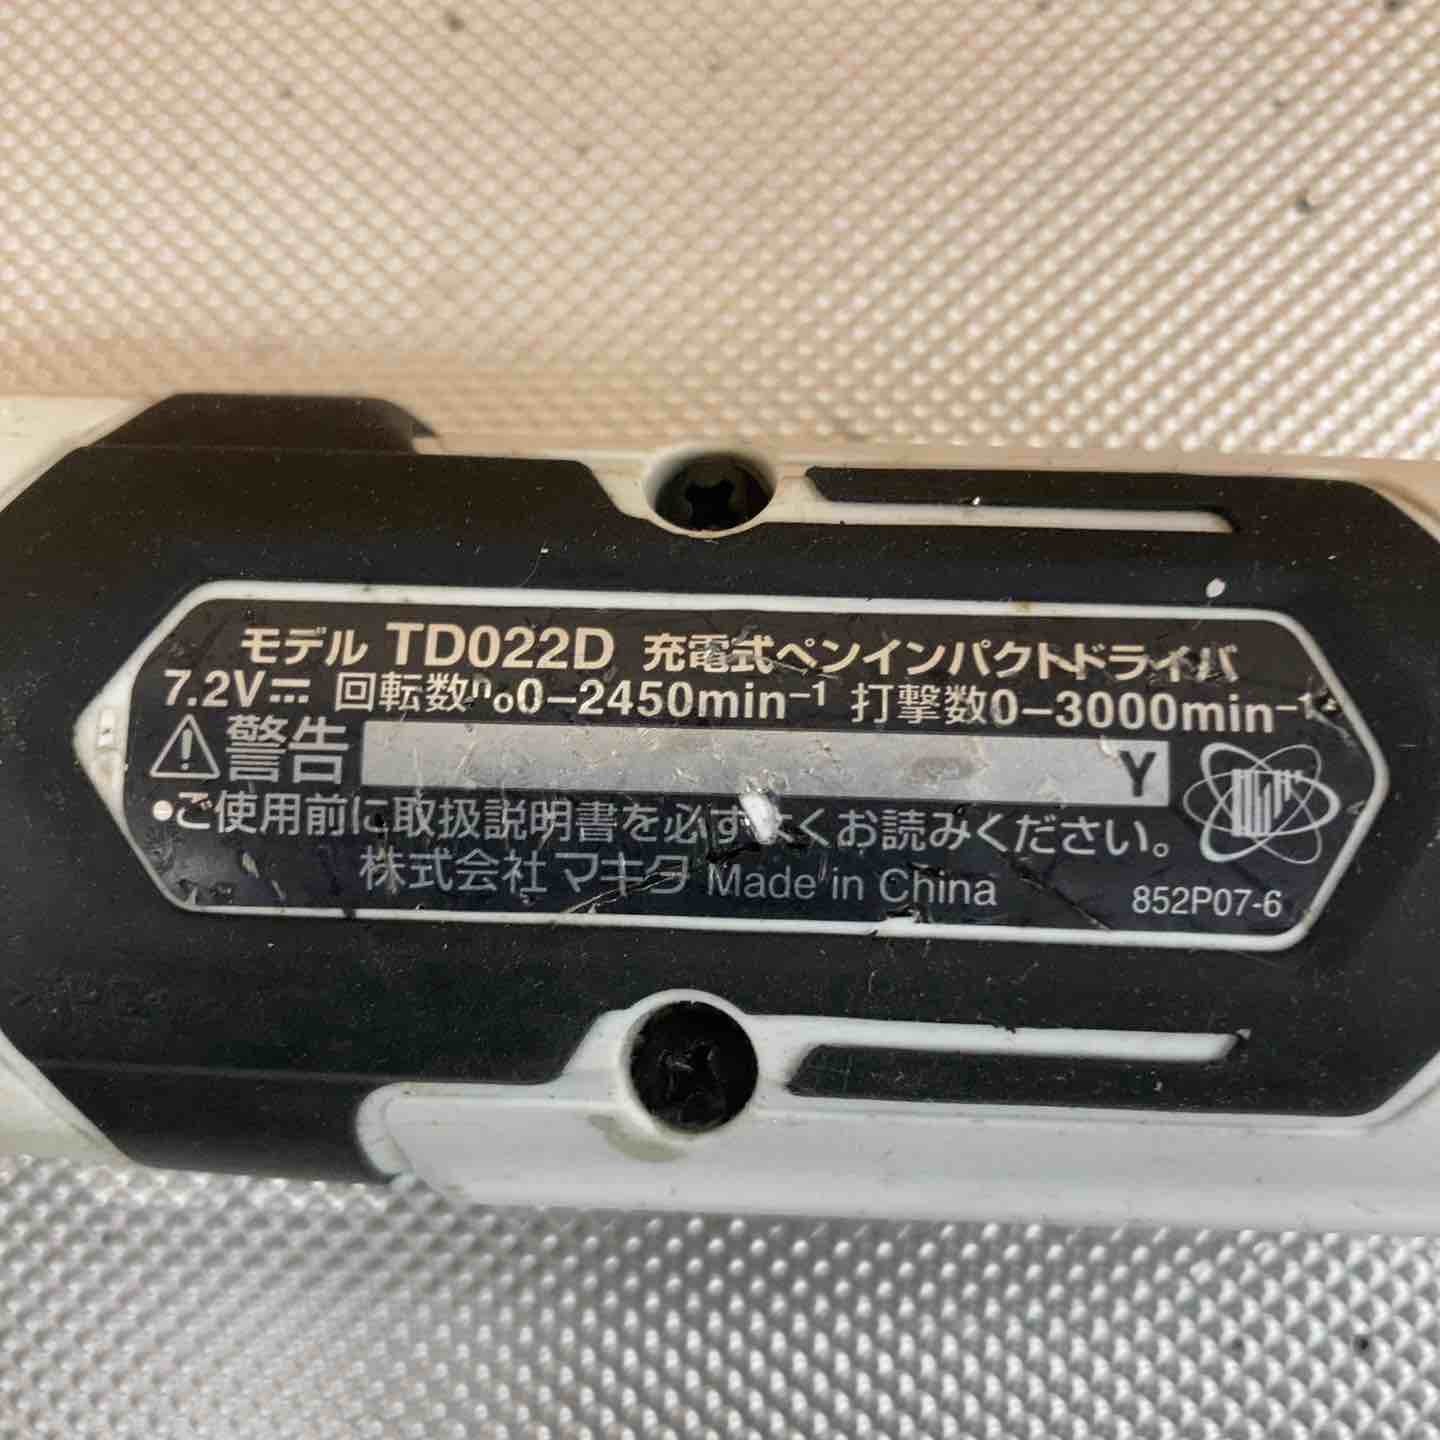 モデル TD022D 充電式ペンインパクトドライバ
7.2V⎓ 回転数n₀0−2450min⁻¹ 打撃数0−3000min⁻¹
⚠警告 Y
●ご使用前に取扱説明書を必ずよくお読みください。
株式会社マキタ Made in China
852P07-6